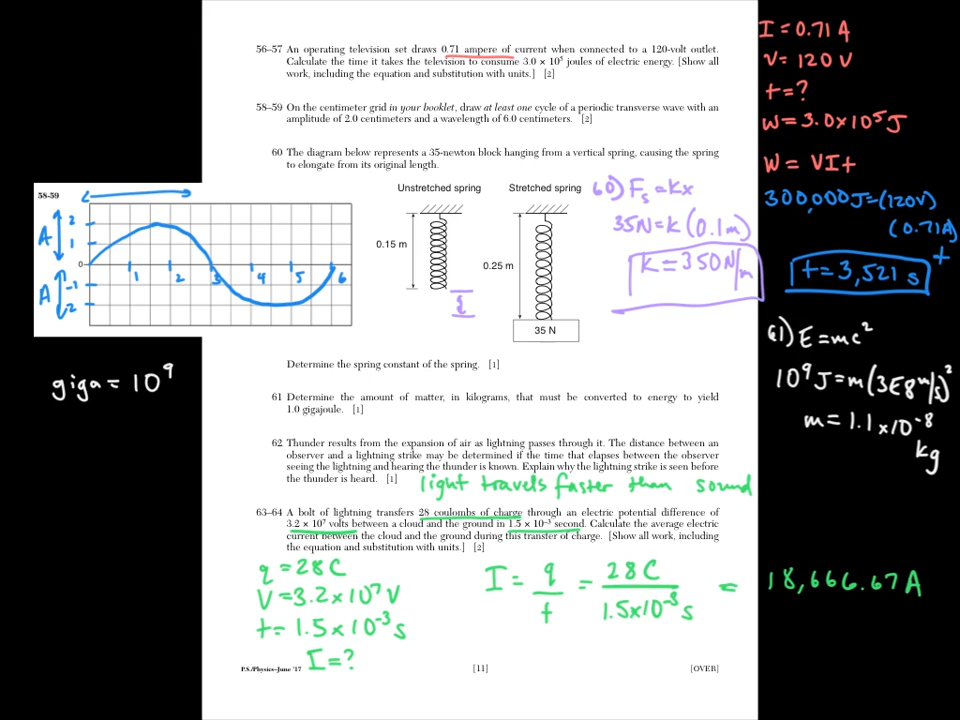 56–57 An operating television set draws 0.71 ampere of current when connected to a 120-volt outlet.
Calculate the time it takes the television to consume 3.0 × 10⁵ joules of electric energy. [Show all
work, including the equation and substitution with units.] [2]
58–59 On the centimeter grid in your booklet, draw at least one cycle of a periodic transverse wave with an
amplitude of 2.0 centimeters and a wavelength of 6.0 centimeters. [2]
60 The diagram below represents a 35-newton block hanging from a vertical spring, causing the spring
to elongate from its original length.
Unstretched spring
Stretched spring
0.15 m
0.25 m
35 N
Determine the spring constant of the spring. [1]
61 Determine the amount of matter, in kilograms, that must be converted to energy to yield
1.0 gigajoule. [1]
62 Thunder results from the expansion of air as lightning passes through it. The distance between an
observer and a lightning strike may be determined if the time that elapses between the observer
seeing the lightning and hearing the thunder is known. Explain why the lightning strike is seen before
the thunder is heard. [1]
light travels faster than sound
63–64 A bolt of lightning transfers 28 coulombs of charge through an electric potential difference of
3.2 × 10⁷ volts between a cloud and the ground in 1.5 × 10⁻³ second. Calculate the average electric
current between the cloud and the ground during this transfer of charge. [Show all work, including
the equation and substitution with units.] [2]
q = 28 C
V = 3.2 x 10⁷ V
t = 1.5 x 10⁻³ s
I = ?
I = q/t = 28 C / 1.5x10⁻³ s = 18,666.67 A
P.S./Physics–June '17
[11]
[OVER]
58-59
A
A
2
1
0
-1
-2
1 2 3 4 5 6
giga = 10⁹
60) Fs = Kx
35N = K (0.1m)
K = 350 N/m
I = 0.71 A
V = 120 V
t = ?
W = 3.0 x 10⁵ J
W = VIt
300,000 J = (120V)
(0.71A) t
t = 3,521 s
61) E = mc²
10⁹ J = m(3E8 m/s)²
m = 1.1 x 10⁻⁸
kg